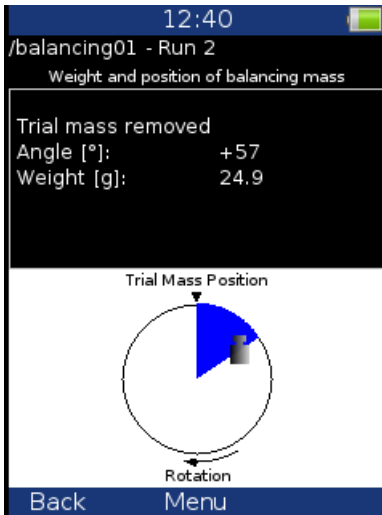 12:40
/balancing01 - Run 2
Weight and position of balancing mass
Trial mass removed
Angle [°]: +57
Weight [g]: 24.9
Trial Mass Position
Rotation
Back Menu